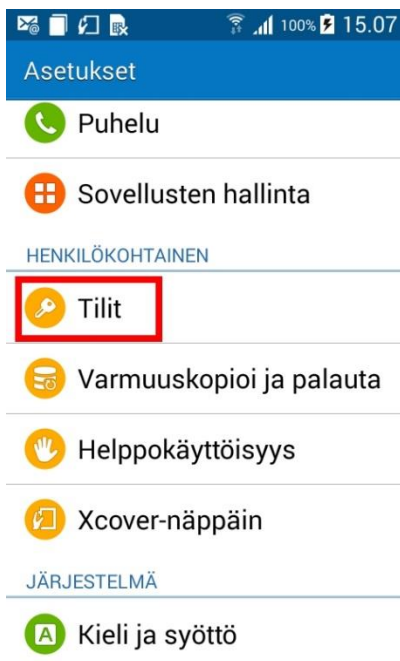 100% 15.07
Asetukset
Puhelu
Sovellusten hallinta
HENKILÖKOHTAINEN
Tilit
Varmuuskopioi ja palauta
Helppokäyttöisyys
Xcover-näppäin
JÄRJESTELMÄ
A Kieli ja syöttö